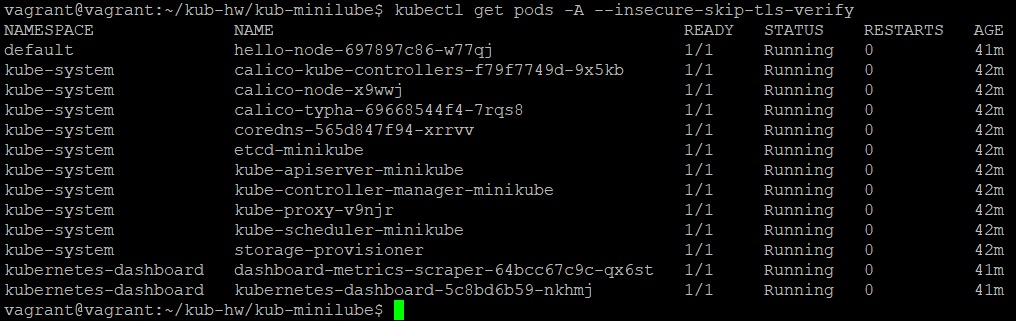 vagrant@vagrant:~/kub-hw/kub-minilube$ kubectl get pods -A --insecure-skip-tls-verify
NAMESPACE NAME READY STATUS RESTARTS AGE
default hello-node-697897c86-w77qj 1/1 Running 0 41m
kube-system calico-kube-controllers-f79f7749d-9x5kb 1/1 Running 0 42m
kube-system calico-node-x9wwj 1/1 Running 0 42m
kube-system calico-typha-69668544f4-7rqs8 1/1 Running 0 42m
kube-system coredns-565d847f94-xrrvv 1/1 Running 0 42m
kube-system etcd-minikube 1/1 Running 0 42m
kube-system kube-apiserver-minikube 1/1 Running 0 42m
kube-system kube-controller-manager-minikube 1/1 Running 0 42m
kube-system kube-proxy-v9njr 1/1 Running 0 42m
kube-system kube-scheduler-minikube 1/1 Running 0 42m
kube-system storage-provisioner 1/1 Running 0 42m
kubernetes-dashboard dashboard-metrics-scraper-64bcc67c9c-qx6st 1/1 Running 0 41m
kubernetes-dashboard kubernetes-dashboard-5c8bd6b59-nkhmj 1/1 Running 0 41m
vagrant@vagrant:~/kub-hw/kub-minilube$